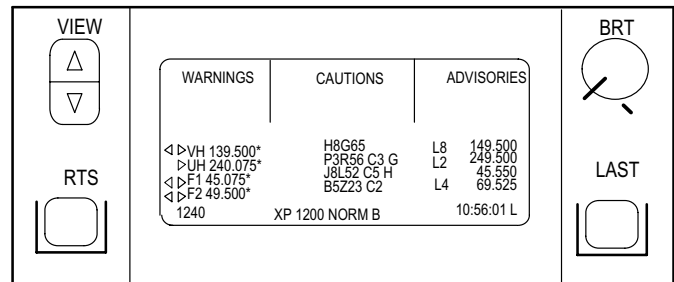 VIEW
BRT
WARNINGS CAUTIONS ADVISORIES
VH 139.500* H8G65 L8 149.500
UH 240.075* P3R56 C3 G L2 249.500
F1 45.075* J8L52 C5 H 45.550
F2 49.500* B5Z23 C2 L4 69.525
1240 XP 1200 NORM B 10:56:01 L
RTS
LAST